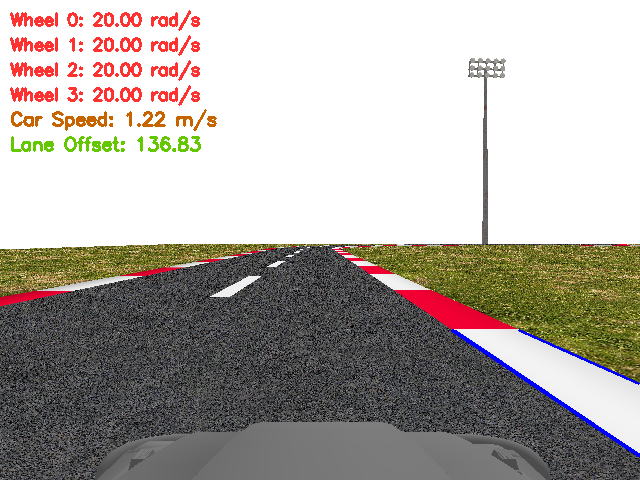 Wheel 0: 20.00 rad/s
Wheel 1: 20.00 rad/s
Wheel 2: 20.00 rad/s
Wheel 3: 20.00 rad/s
Car Speed: 1.22 m/s
Lane Offset: 136.83